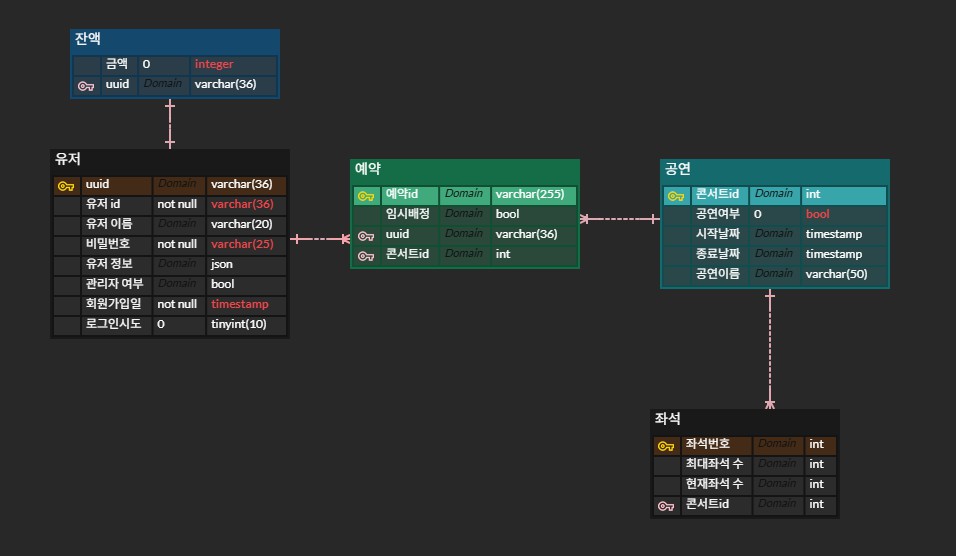 잔액
금액 0 integer
uuid Domain varchar(36)
유저
uuid Domain varchar(36)
유저 id not null varchar(36)
유저 이름 Domain varchar(20)
비밀번호 not null varchar(25)
유저 정보 Domain json
관리자 여부 Domain bool
회원가입일 not null timestamp
로그인시도 0 tinyint(10)
예약
예약id Domain varchar(255)
임시배정 Domain bool
uuid Domain varchar(36)
콘서트id Domain int
공연
콘서트id Domain int
공연여부 0 bool
시작날짜 Domain timestamp
종료날짜 Domain timestamp
공연이름 Domain varchar(50)
좌석
좌석번호 Domain int
최대좌석 수 Domain int
현재좌석 수 Domain int
콘서트id Domain int